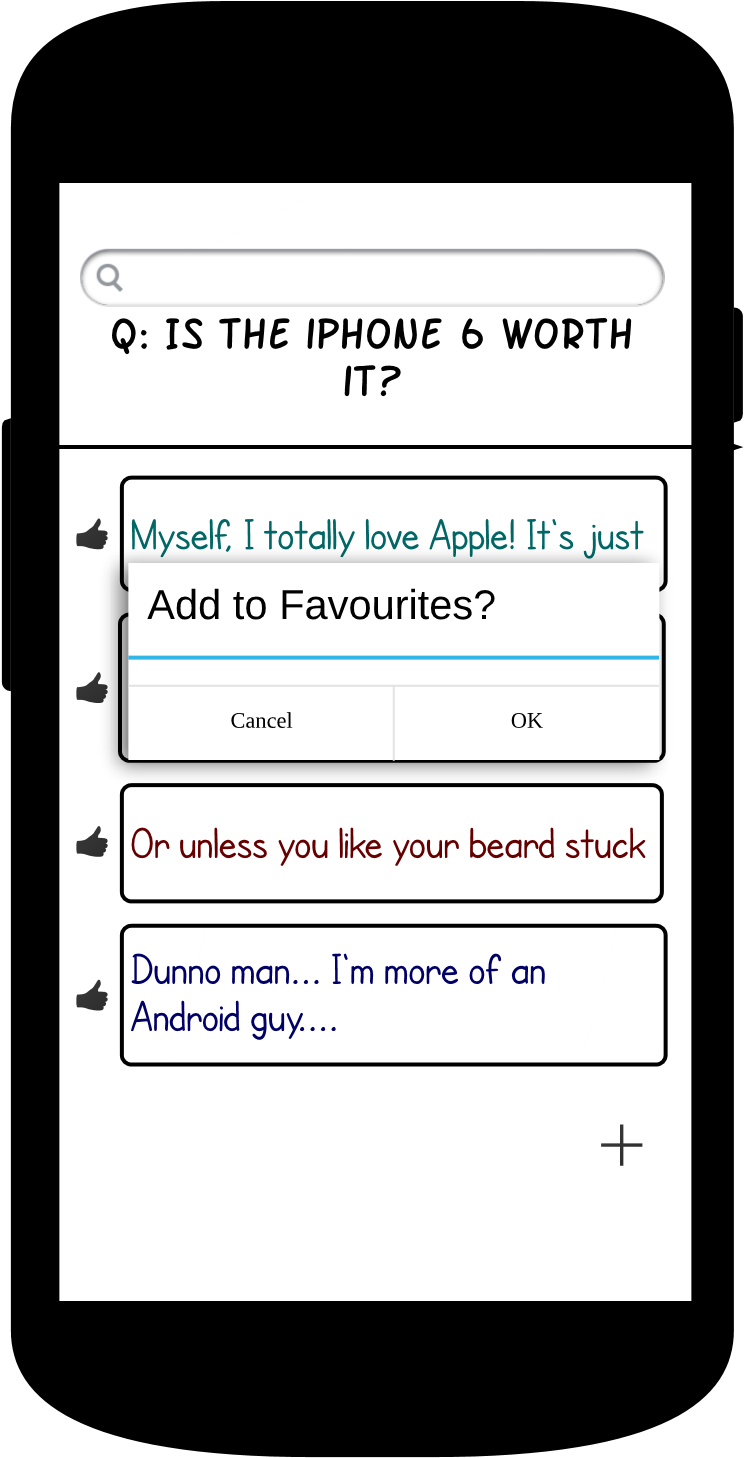 Q: IS THE IPHONE 6 WORTH
IT?
Myself, I totally love Apple! It's just
Add to Favourites?
Cancel OK
Or unless you like your beard stuck
Dunno man... I'm more of an
Android guy....